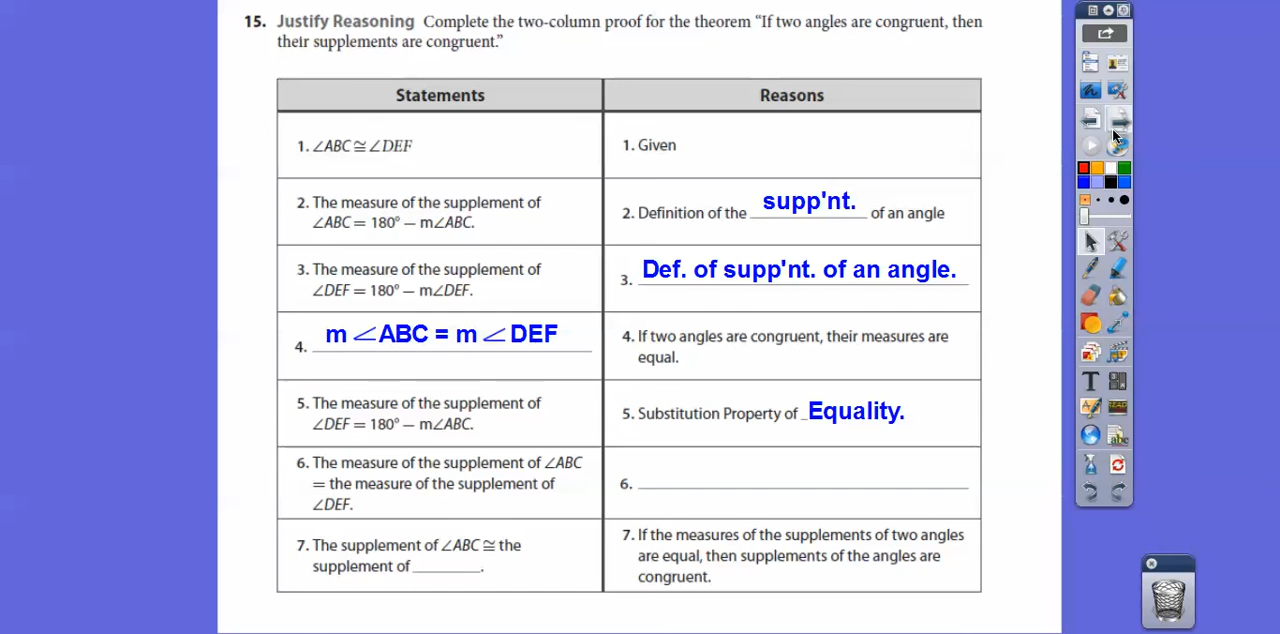 15. Justify Reasoning Complete the two-column proof for the theorem “If two angles are congruent, then
their supplements are congruent.”
Statements
Reasons
1. ∠ABC ≅ ∠DEF
1. Given
2. The measure of the supplement of
∠ABC = 180° − m∠ABC.
2. Definition of the supp'nt. of an angle
3. The measure of the supplement of
∠DEF = 180° − m∠DEF.
3. Def. of supp'nt. of an angle.
4. m∠ABC = m∠DEF
4. If two angles are congruent, their measures are
equal.
5. The measure of the supplement of
∠DEF = 180° − m∠ABC.
5. Substitution Property of _Equality.
6. The measure of the supplement of ∠ABC
= the measure of the supplement of
∠DEF.
6. ____________
7. The supplement of ∠ABC ≅ the
supplement of ________.
7. If the measures of the supplements of two angles
are equal, then supplements of the angles are
congruent.
T
abc